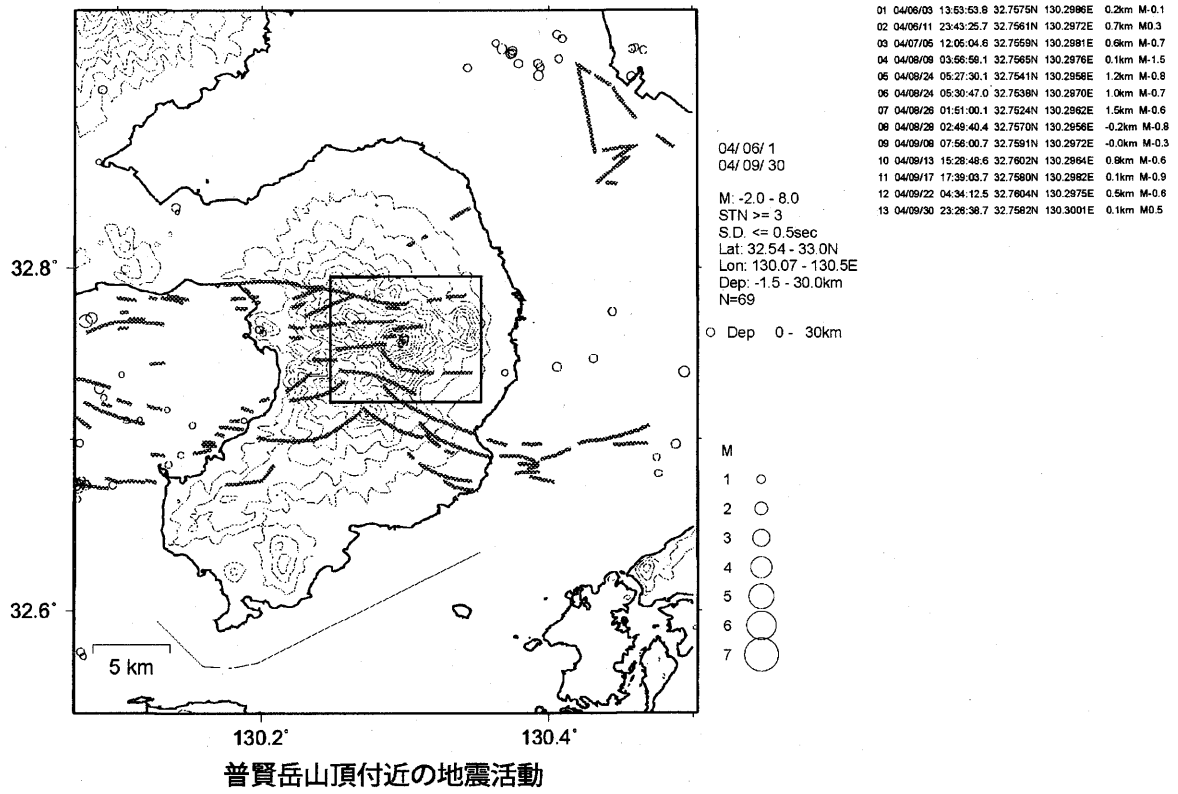 01 04/06/03 13:53:53.8 32.7575N 130.2986E 0.2km M-0.1
02 04/06/11 23:43:25.7 32.7561N 130.2972E 0.7km M0.3
03 04/07/05 12:05:04.6 32.7559N 130.2981E 0.6km M-0.7
04 04/08/09 03:56:59.1 32.7565N 130.2976E 0.1km M-1.5
05 04/08/24 05:27:30.1 32.7541N 130.2958E 1.2km M-0.8
06 04/08/24 05:30:47.0 32.7538N 130.2970E 1.0km M-0.7
07 04/08/26 01:51:00.1 32.7524N 130.2962E 1.5km M-0.6
08 04/08/28 02:49:40.4 32.7570N 130.2956E -0.2km M-0.8
09 04/09/08 07:56:00.7 32.7591N 130.2972E -0.0km M-0.3
10 04/09/13 15:28:48.6 32.7602N 130.2964E 0.8km M-0.6
11 04/09/17 17:39:03.7 32.7580N 130.2982E 0.1km M-0.9
12 04/09/22 04:34:12.5 32.7604N 130.2975E 0.5km M-0.6
13 04/09/30 23:26:38.7 32.7582N 130.3001E 0.1km M0.5
04/06/1
04/09/30
M: -2.0 - 8.0
STN >= 3
S.D. <= 0.5sec
Lat: 32.54 - 33.0N
Lon: 130.07 - 130.5E
Dep: -1.5 - 30.0km
N=69
Dep 0 - 30km
M
1
2
3
4
5
6
7
32.8°
32.6°
5 km
130.2°
130.4°
普賢岳山頂付近の地震活動